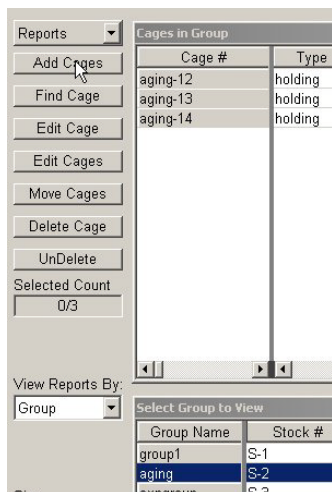 Reports
Cages in Group
Add Cages
Cage #
Type
aging-12
holding
Find Cage
aging-13
holding
aging-14
holding
Edit Cage
Edit Cages
Move Cages
Delete Cage
UnDelete
Selected Count
0/3
View Reports By:
Group
Select Group to View
Group Name
Stock #
group1
S-1
aging
S-2
S-3